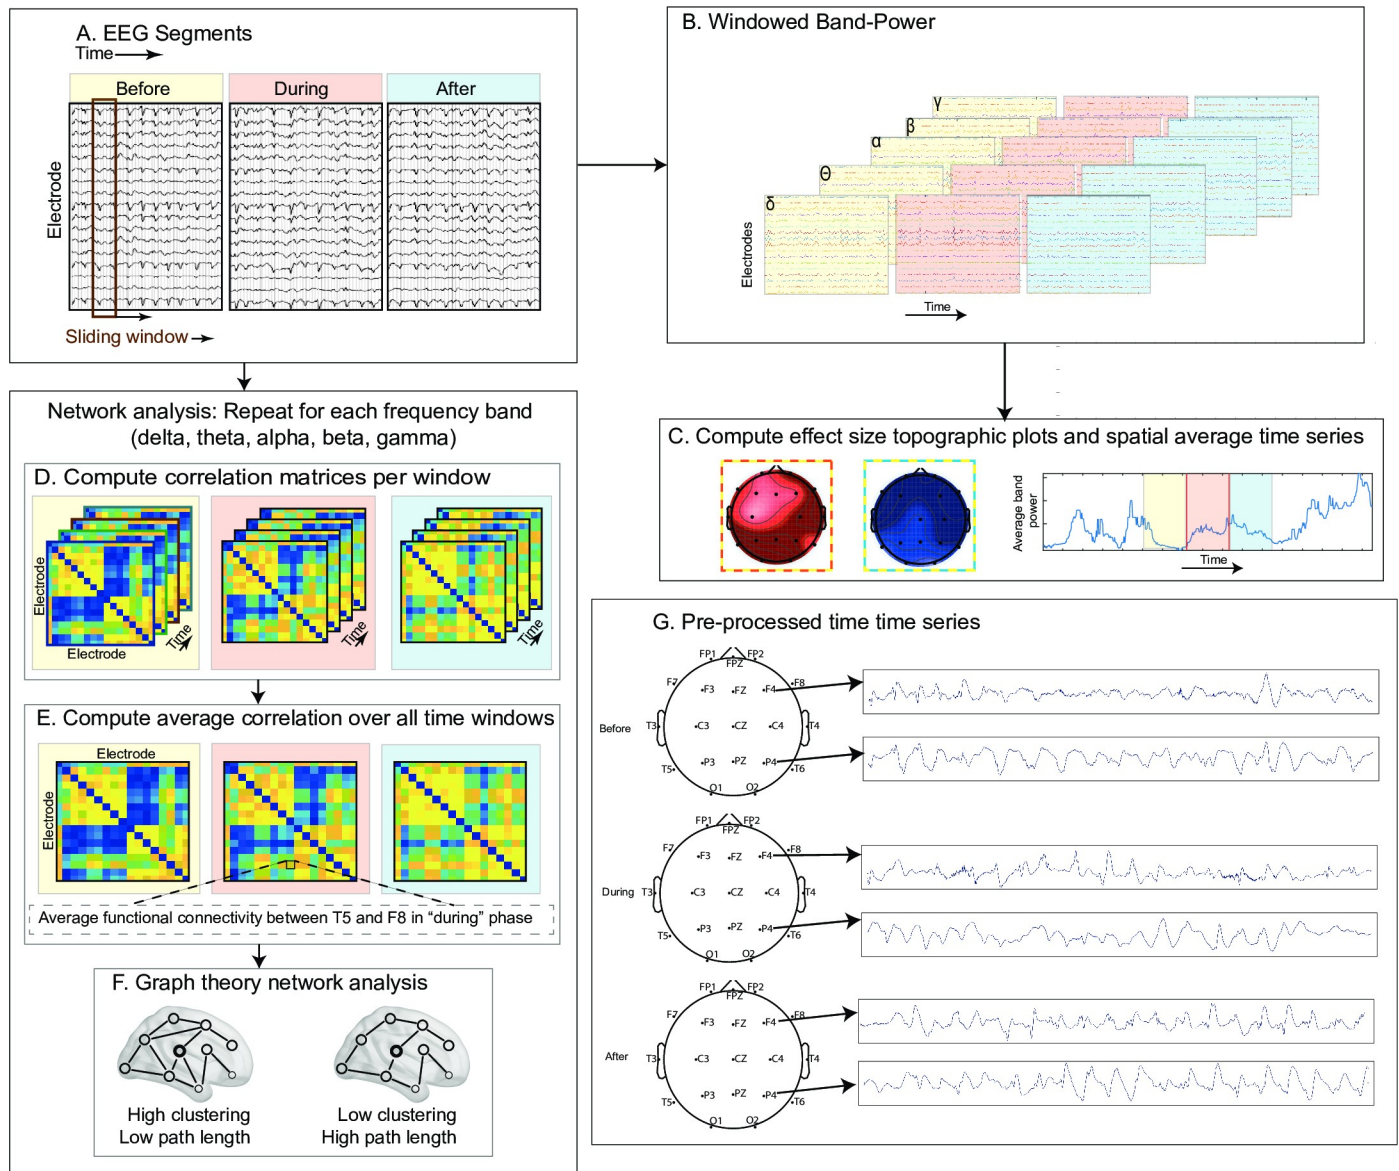 A. EEG Segments
Time
Before During After
Electrode
Sliding window
B. Windowed Band-Power
γ
β
α
Θ
δ
Electrodes
Time
C. Compute effect size topographic plots and spatial average time series
Average band
power
Time
Network analysis: Repeat for each frequency band
(delta, theta, alpha, beta, gamma)
D. Compute correlation matrices per window
Electrode
Electrode
Time
Time
Time
E. Compute average correlation over all time windows
Electrode
Electrode
Average functional connectivity between T5 and F8 in “during” phase
F. Graph theory network analysis
High clustering
Low path length
Low clustering
High path length
G. Pre-processed time time series
Before
FP1 FP2
FPZ
F7 F3 FZ F4 F8
T3 C3 CZ C4 T4
T5 P3 PZ P4 T6
O1 O2
During
FP1 FP2
FPZ
F7 F3 FZ F4 F8
T3 C3 CZ C4 T4
T5 P3 PZ P4 T6
O1 O2
After
FP1 FP2
FPZ
F7 F3 FZ F4 F8
T3 C3 CZ C4 T4
T5 P3 PZ P4 T6
O1 O2